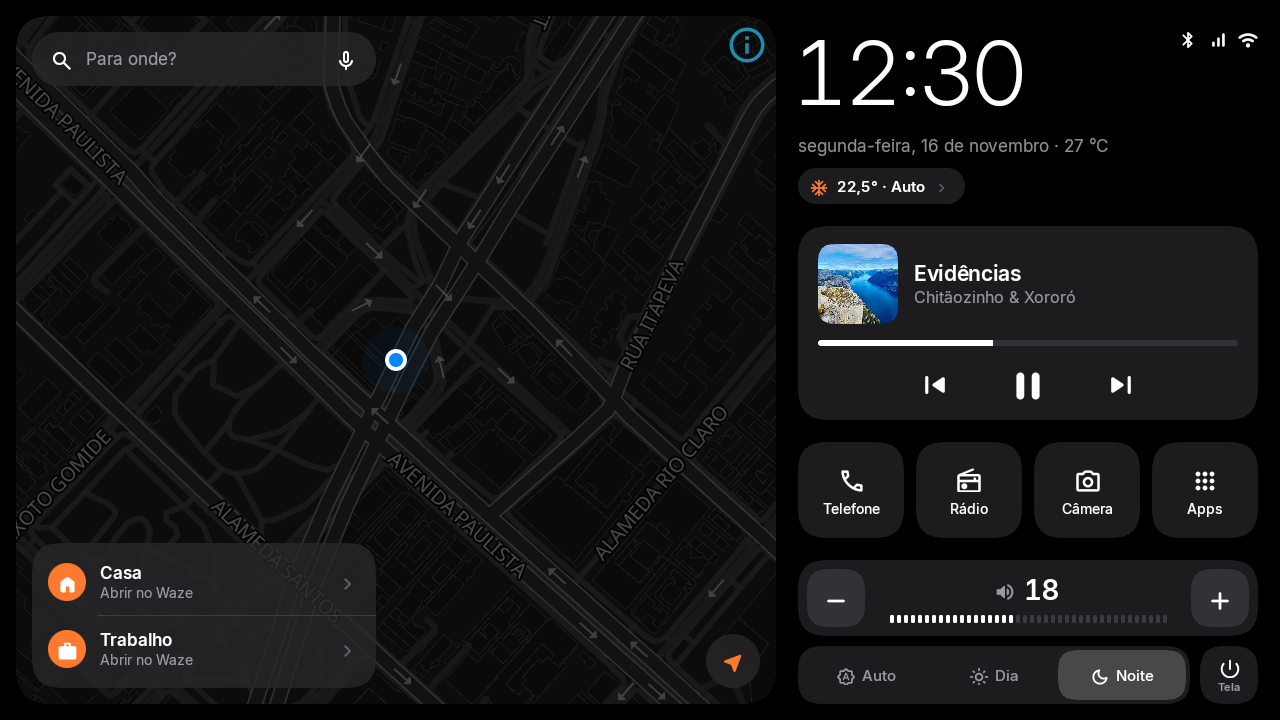 Para onde?
AVENIDA PAULISTA
RUA ITAPEVA
ALAMEDA RIO CLARO
AVENIDA PAULISTA
XOTO GOMIDE
ALAMEDA SANTOS
Casa
Abrir no Waze
Trabalho
Abrir no Waze
12:30
segunda-feira, 16 de novembro · 27 °C
22,5° · Auto
Evidências
Chitãozinho & Xororó
Telefone
Rádio
Câmera
Apps
18
Auto
Dia
Noite
Tela